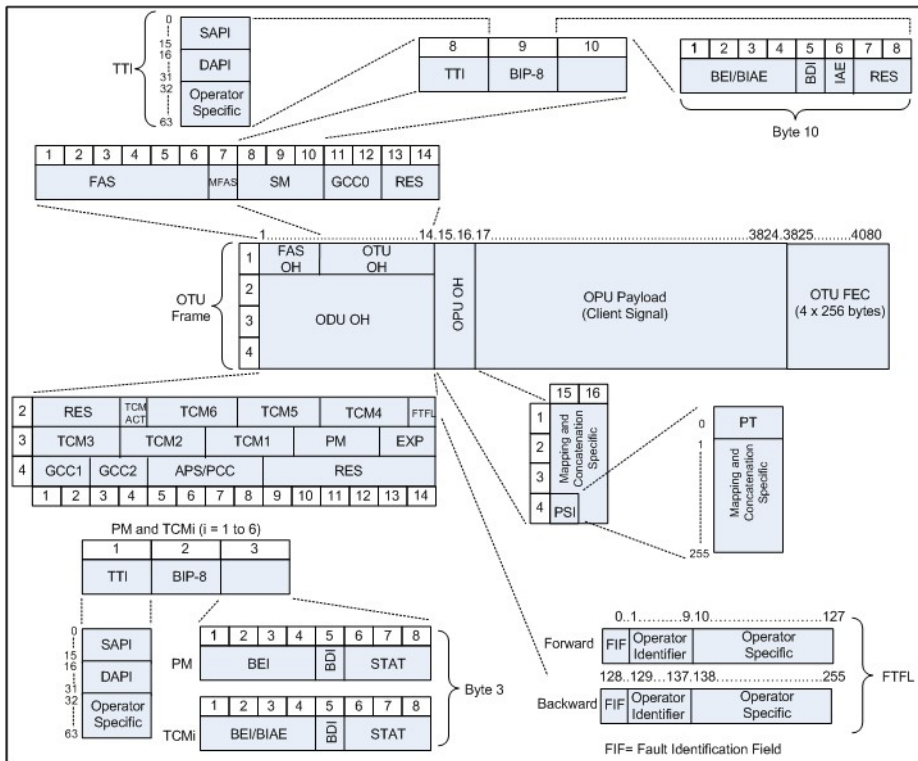 0
15
16
31
32
63
TTI
SAPI
DAPI
Operator
Specific
8 9 10
TTI BIP-8
1 2 3 4 5 6 7 8
BEI/BIAE BDI IAE RES
Byte 10
1 2 3 4 5 6 7 8 9 10 11 12 13 14
FAS MFAS SM GCC0 RES
1..............................14.15.16.17.....................................................3824.3825.........4080
OTU
Frame
1
2
3
4
FAS
OH
OTU
OH
ODU OH
OPU OH
OPU Payload
(Client Signal)
OTU FEC
(4 x 256 bytes)
2 RES TCM ACT TCM6 TCM5 TCM4 FTFL
3 TCM3 TCM2 TCM1 PM EXP
4 GCC1 GCC2 APS/PCC RES
1 2 3 4 5 6 7 8 9 10 11 12 13 14
15 16
1
2
3
4
Mapping and
Concatenation
Specific
PSI
0
1
255
PT
Mapping and
Concatenation
Specific
PM and TCMi (i = 1 to 6)
1 2 3
TTI BIP-8
0
15
16
31
32
63
SAPI
DAPI
Operator
Specific
1 2 3 4 5 6 7 8
PM BEI BDI STAT
1 2 3 4 5 6 7 8
TCMi BEI/BIAE BDI STAT
Byte 3
0..1..........9.10......................127
Forward FIF Operator Identifier Operator Specific
128..129....137.138........................255
Backward FIF Operator Identifier Operator Specific
FTFL
FIF= Fault Identification Field